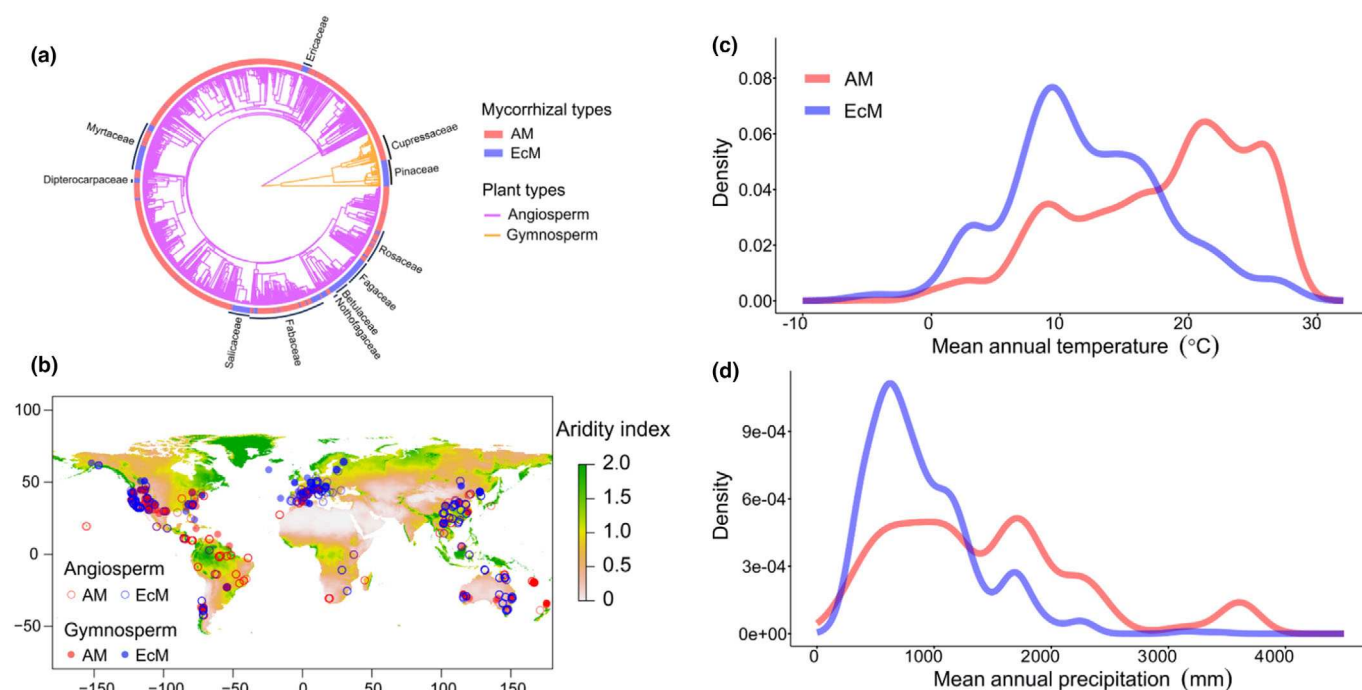 (a)
Ericaceae
Myrtaceae
Dipterocarpaceae
Cupressaceae
Pinaceae
Rosaceae
Fagaceae
Betulaceae
Nothofagaceae
Fabaceae
Salicaceae
Mycorrhizal types
AM
EcM
Plant types
Angiosperm
Gymnosperm
(b)
100
50
0
−50
−150
−100
−50
0
50
100
150
Angiosperm
AM EcM
Gymnosperm
AM EcM
Aridity index
2.0
1.5
1.0
0.5
0
(c)
AM
EcM
Density
0.08
0.06
0.04
0.02
0.00
-10
0
10
20
30
Mean annual temperature (°C)
(d)
Density
9e-04
6e-04
3e-04
0e+00
0
1000
2000
3000
4000
Mean annual precipitation (mm)